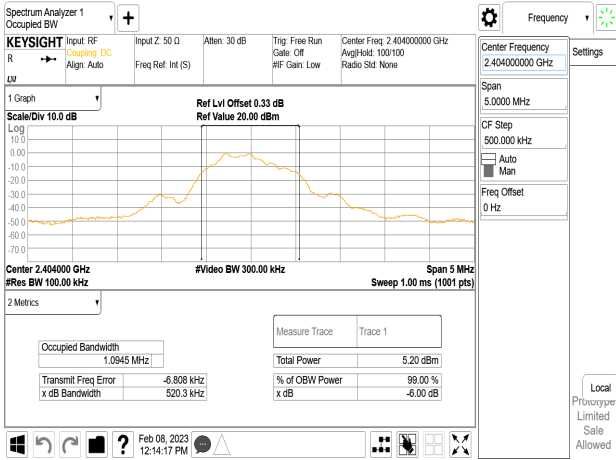 Spectrum Analyzer 1
Occupied BW
Frequency
KEYSIGHT
R
LXI
Input: RF
Coupling: DC
Align: Auto
Input Z: 50 Ω
Freq Ref: Int (S)
Atten: 30 dB
Trig: Free Run
Gate: Off
#IF Gain: Low
Center Freq: 2.404000000 GHz
Avg|Hold: 100/100
Radio Std: None
1 Graph
Scale/Div 10.0 dB
Ref Lvl Offset 0.33 dB
Ref Value 20.00 dBm
Log
10.0
0.00
-10.0
-20.0
-30.0
-40.0
-50.0
-60.0
-70.0
Center 2.404000 GHz
#Res BW 100.00 kHz
#Video BW 300.00 kHz
Span 5 MHz
Sweep 1.00 ms (1001 pts)
2 Metrics
Measure Trace Trace 1
Occupied Bandwidth
1.0945 MHz
Total Power 5.20 dBm
Transmit Freq Error -6.808 kHz
% of OBW Power 99.00 %
x dB Bandwidth 520.3 kHz
x dB -6.00 dB
Feb 08, 2023
12:14:17 PM
Center Frequency
2.404000000 GHz
Settings
Span
5.0000 MHz
CF Step
500.000 kHz
Auto
Man
Freq Offset
0 Hz
Local
Prototype
Limited
Sale
Allowed